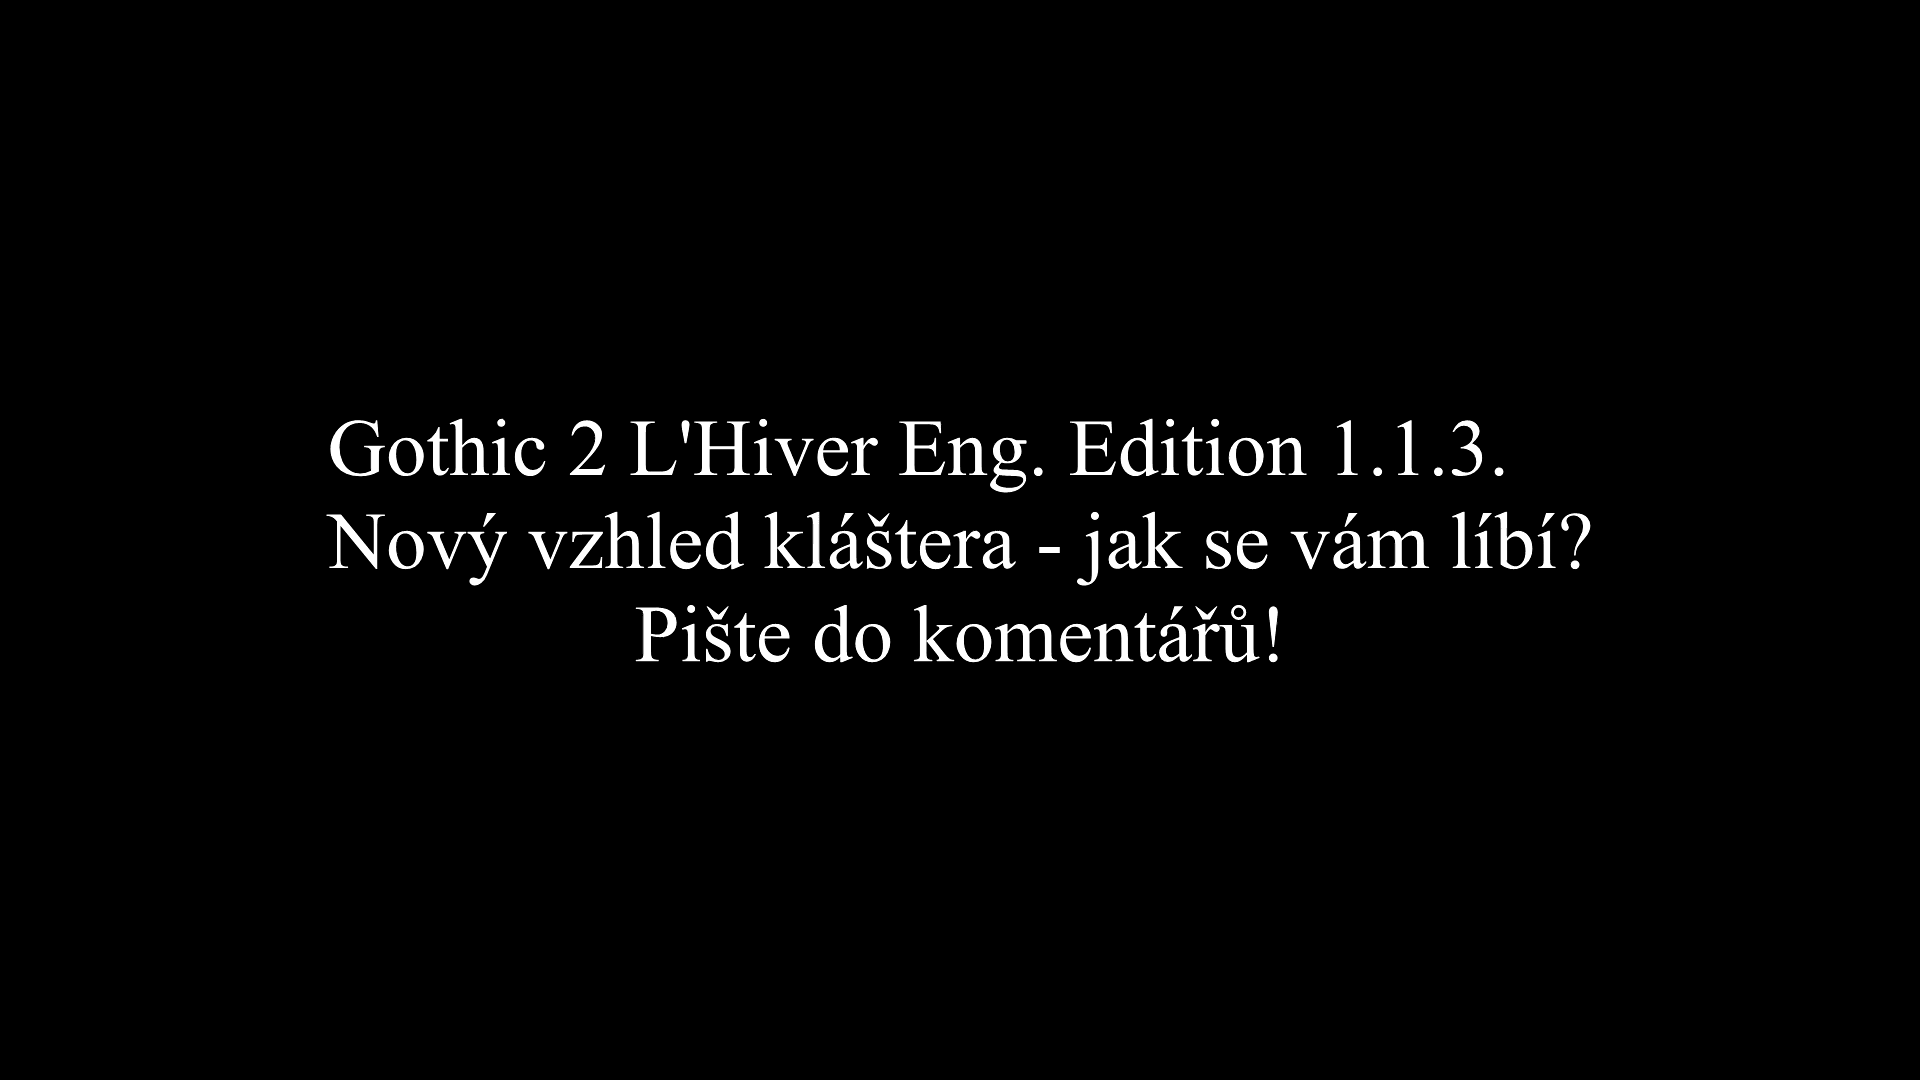 Gothic 2 L'Hiver Eng. Edition 1.1.3.
Nový vzhled kláštera - jak se vám líbí?
Pište do komentářů!